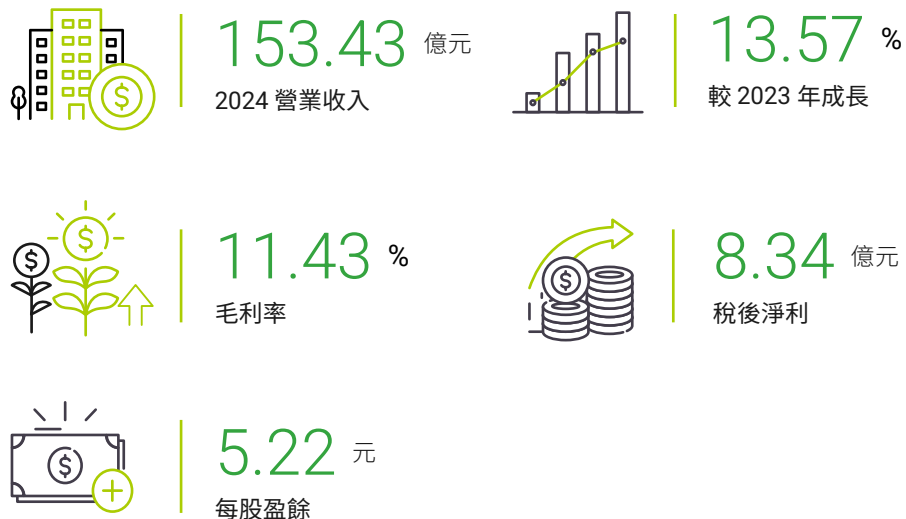 153.43 億元
2024 營業收入
13.57 %
較 2023 年成長
11.43 %
毛利率
8.34 億元
稅後淨利
5.22 元
每股盈餘